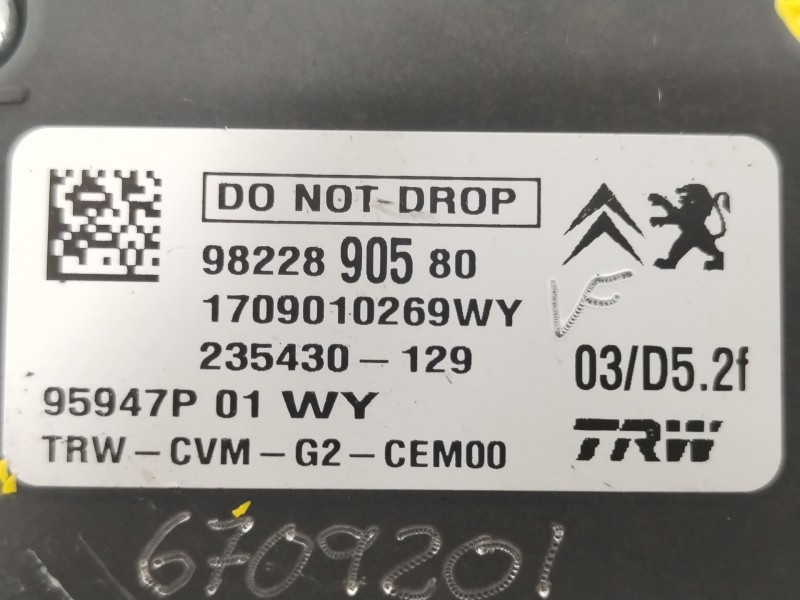 DO NOT DROP
98228 905 80
1709010269WY
235430-129
95947P 01 WY
TRW-CVM-G2-CEM00
VF
03/D5.2f
TRW
6709201